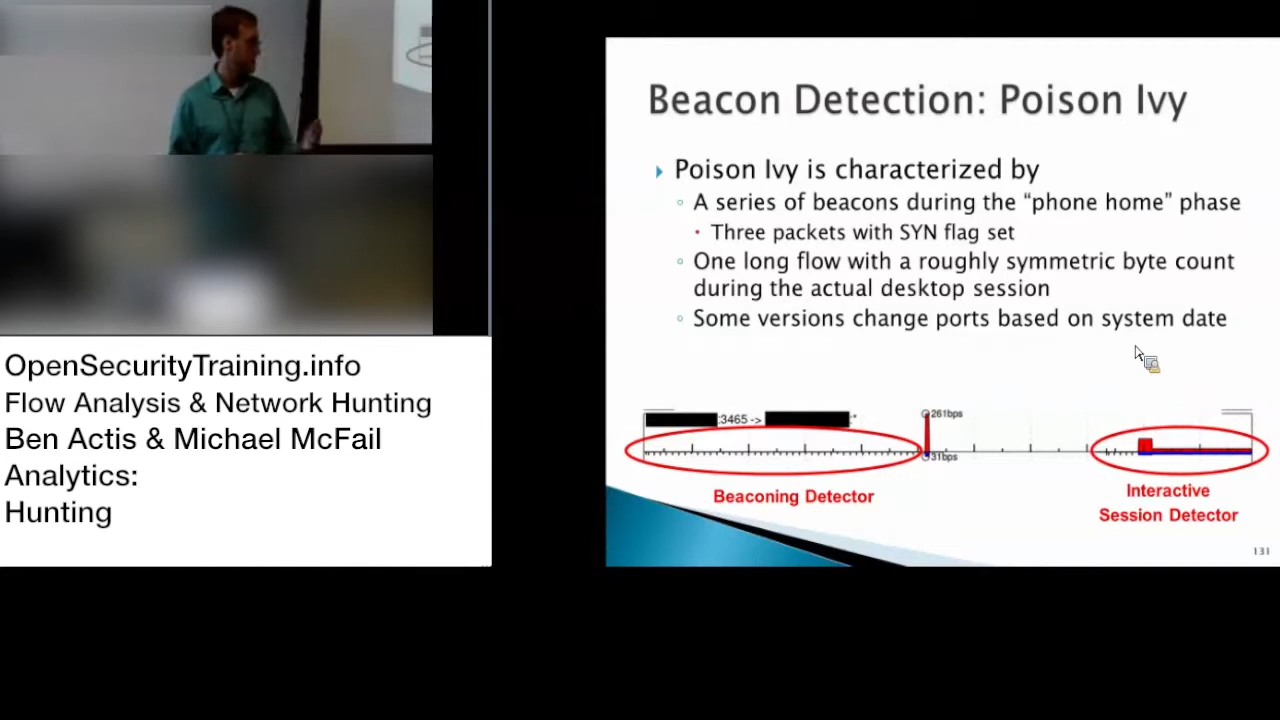 OpenSecurityTraining.info
Flow Analysis & Network Hunting
Ben Actis & Michael McFail
Analytics:
Hunting
Beacon Detection: Poison Ivy
Poison Ivy is characterized by
A series of beacons during the “phone home” phase
Three packets with SYN flag set
One long flow with a roughly symmetric byte count
during the actual desktop session
Some versions change ports based on system date
:3465 -> :*
261bps
31bps
Beaconing Detector
Interactive
Session Detector
131